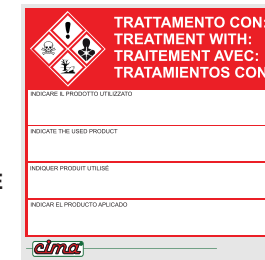 TRATTAMENTO CON:
TREATMENT WITH:
TRAITEMENT AVEC:
TRATAMIENTOS CON
INDICARE IL PRODOTTO UTILIZZATO
INDICATE THE USED PRODUCT
INDIQUER PRODUIT UTILISÉ
INDICAR EL PRODUCTO APLICADO
E
cima